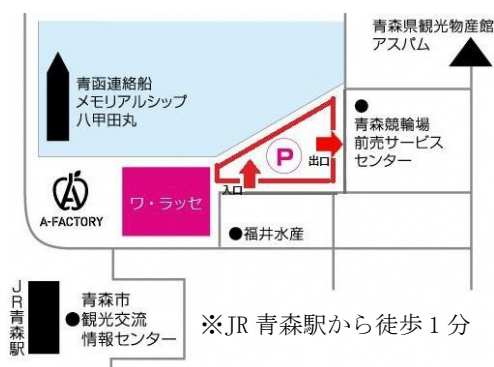 青森県観光物産館
アスパム
青函連絡船
メモリアルシップ
八甲田丸
青森競輪場
前売サービス
センター
P
出口
入口
A-FACTORY
ワ・ラッセ
●福井水産
JR青森駅
青森市
●観光交流
情報センター
※JR 青森駅から徒歩 1 分